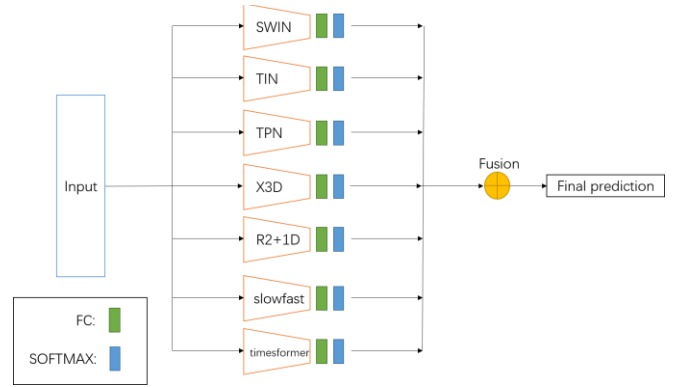 SWIN
TIN
TPN
X3D
R2+1D
slowfast
timesformer
Input
Fusion
Final prediction
FC:
SOFTMAX: